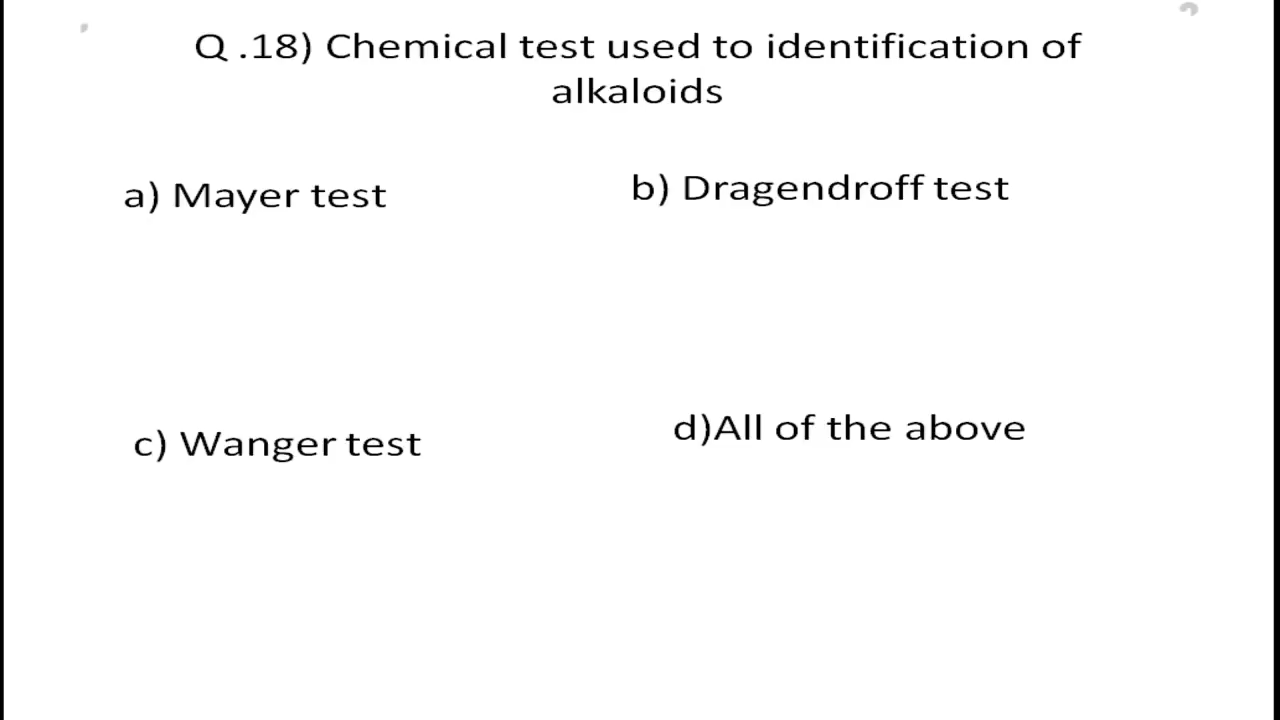 Q .18) Chemical test used to identification of
alkaloids
a) Mayer test
b) Dragendroff test
c) Wanger test
d)All of the above